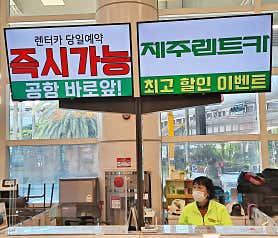 렌터카 당일예약
즉시가능
공항 바로앞!
제주렌트카
최고 할인 이벤트